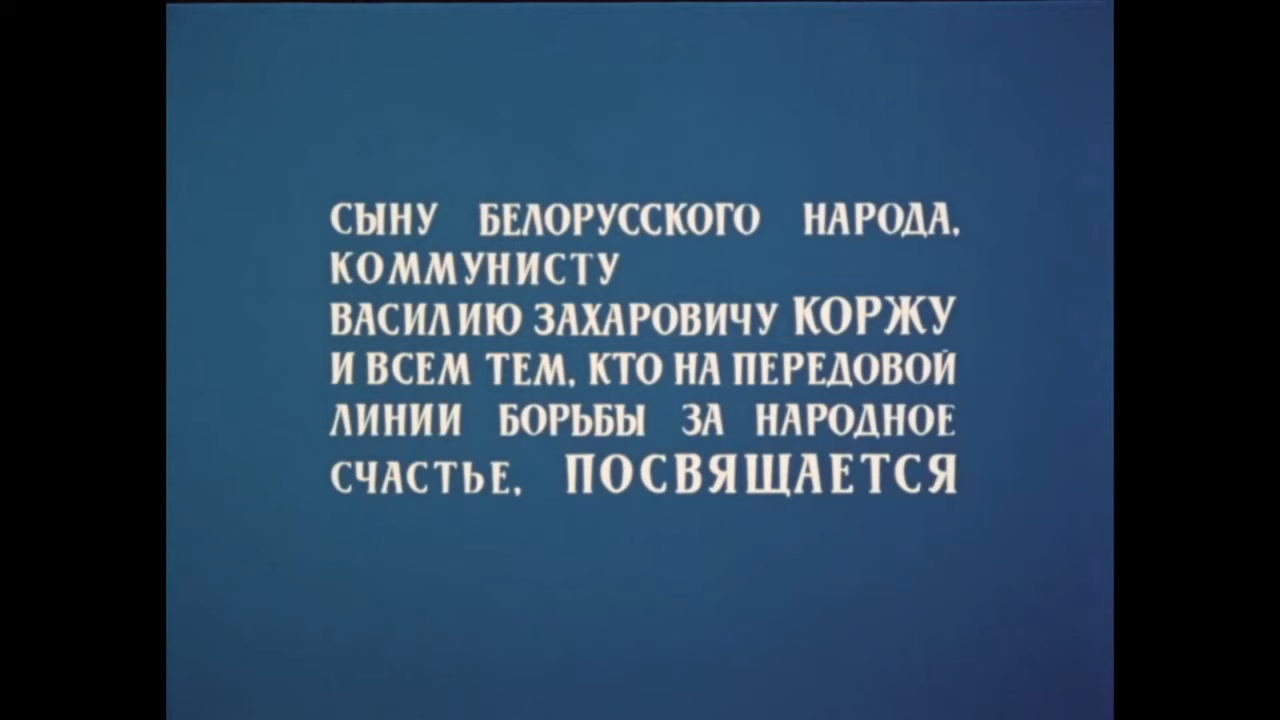 СЫНУ БЕЛОРУССКОГО НАРОДА,
КОММУНИСТУ
ВАСИЛИЮ ЗАХАРОВИЧУ КОРЖУ
И ВСЕМ ТЕМ, КТО НА ПЕРЕДОВОЙ
ЛИНИИ БОРЬБЫ ЗА НАРОДНОЕ
СЧАСТЬЕ, ПОСВЯЩАЕТСЯ